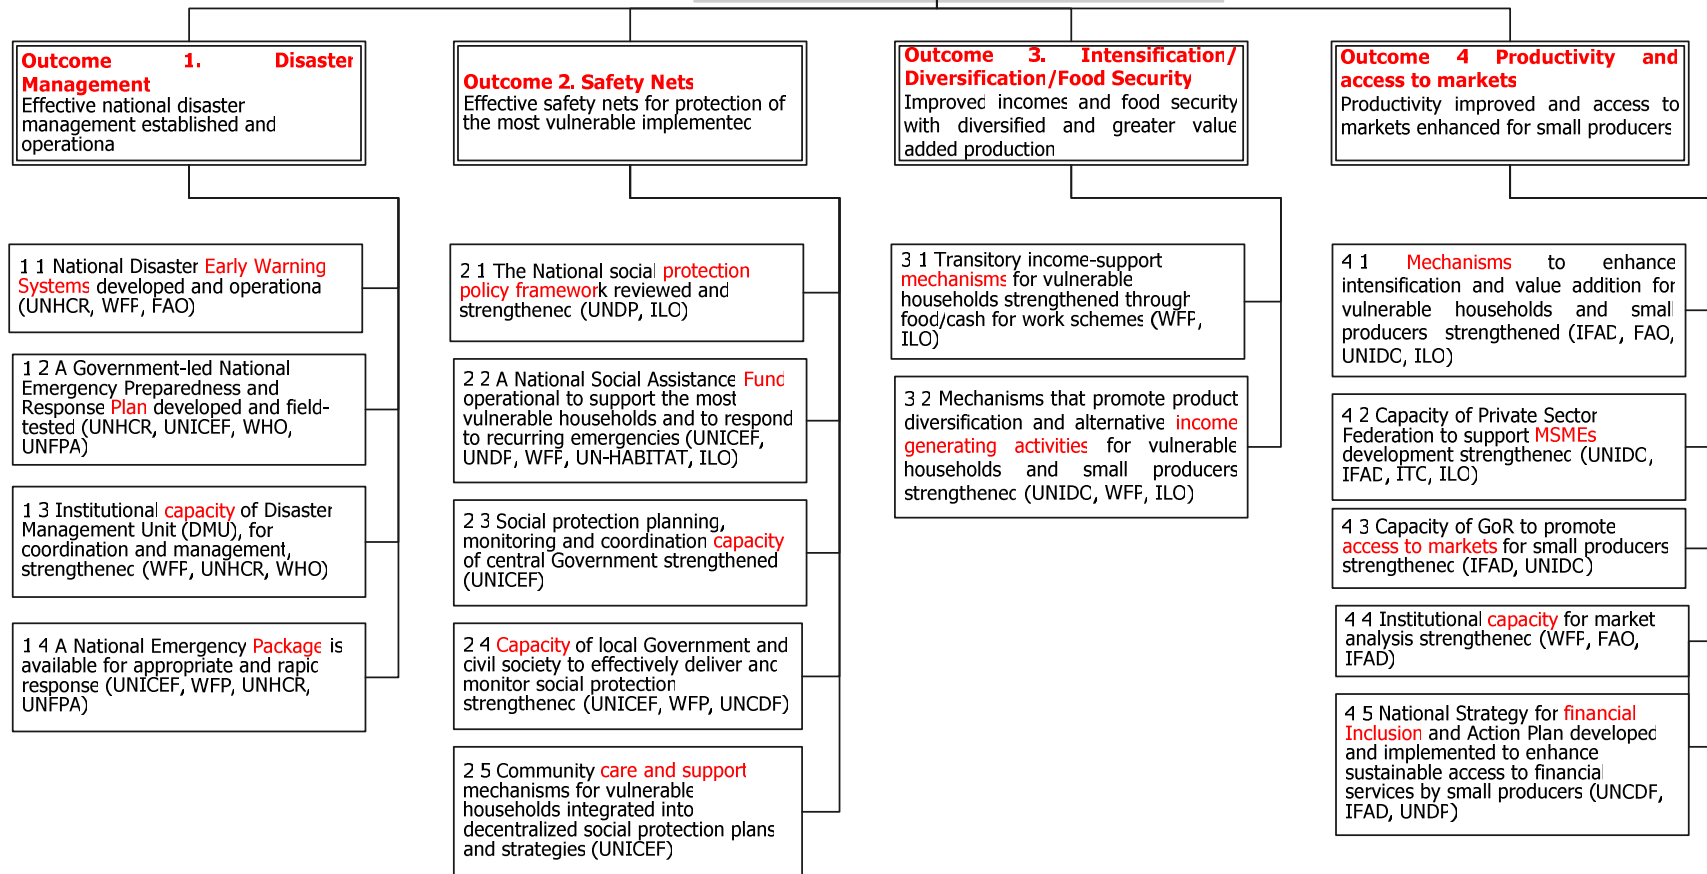 Outcome 1. Disaster
Management
Effective national disaster
management established and
operationa
Outcome 2. Safety Nets
Effective safety nets for protection of
the most vulnerable implementec
Outcome 3. Intensification/
Diversification/Food Security
Improved incomes and food security
with diversified and greater value
added production
Outcome 4 Productivity and
access to markets
Productivity improved and access to
markets enhanced for small producers
1 1 National Disaster Early Warning
Systems developed and operationa
(UNHCR, WFP, FAO)
1 2 A Government-led National
Emergency Preparedness and
Response Plan developed and field-
tested (UNHCR, UNICEF, WHO,
UNFPA)
1 3 Institutional capacity of Disaster
Management Unit (DMU), for
coordination and management,
strengthenec (WFP, UNHCR, WHO)
1 4 A National Emergency Package is
available for appropriate and rapic
response (UNICEF, WFP, UNHCR,
UNFPA)
2 1 The National social protection
policy framework reviewed and
strengthenec (UNDP, ILO)
2 2 A National Social Assistance Fund
operational to support the most
vulnerable households and to respond
to recurring emergencies (UNICEF,
UNDP, WFP, UN-HABITAT, ILO)
2 3 Social protection planning,
monitoring and coordination capacity
of central Government strengthened
(UNICEF)
2 4 Capacity of local Government and
civil society to effectively deliver anc
monitor social protection
strengthenec (UNICEF, WFP, UNCDF)
2 5 Community care and support
mechanisms for vulnerable
households integrated into
decentralized social protection plans
and strategies (UNICEF)
3 1 Transitory income-support
mechanisms for vulnerable
households strengthened through
food/cash for work schemes (WFP,
ILO)
3 2 Mechanisms that promote product
diversification and alternative income
generating activities for vulnerable
households and small producers
strengthenec (UNIDC, WFP, ILO)
4 1 Mechanisms to enhance
intensification and value addition for
vulnerable households and small
producers strengthened (IFAD, FAO,
UNIDC, ILO)
4 2 Capacity of Private Sector
Federation to support MSMEs
development strengthenec (UNIDC,
IFAD, ITC, ILO)
4 3 Capacity of GoR to promote
access to markets for small producers
strengthenec (IFAD, UNIDC)
4 4 Institutional capacity for market
analysis strengthenec (WFP, FAO,
IFAD)
4 5 National Strategy for financial
Inclusion and Action Plan developed
and implemented to enhance
sustainable access to financial
services by small producers (UNCDF,
IFAD, UNDP)